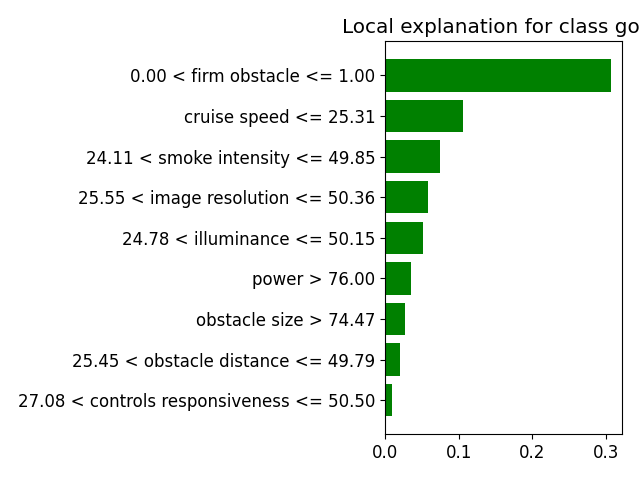 Local explanation for class go
0.00 < firm obstacle <= 1.00
cruise speed <= 25.31
24.11 < smoke intensity <= 49.85
25.55 < image resolution <= 50.36
24.78 < illuminance <= 50.15
power > 76.00
obstacle size > 74.47
25.45 < obstacle distance <= 49.79
27.08 < controls responsiveness <= 50.50
0.0 0.1 0.2 0.3